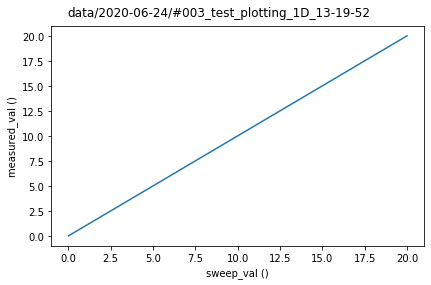 data/2020-06-24/#003_test_plotting_1D_13-19-52
20.0
17.5
15.0
12.5
10.0
7.5
5.0
2.5
0.0
measured_val ()
0.0 2.5 5.0 7.5 10.0 12.5 15.0 17.5 20.0
sweep_val ()